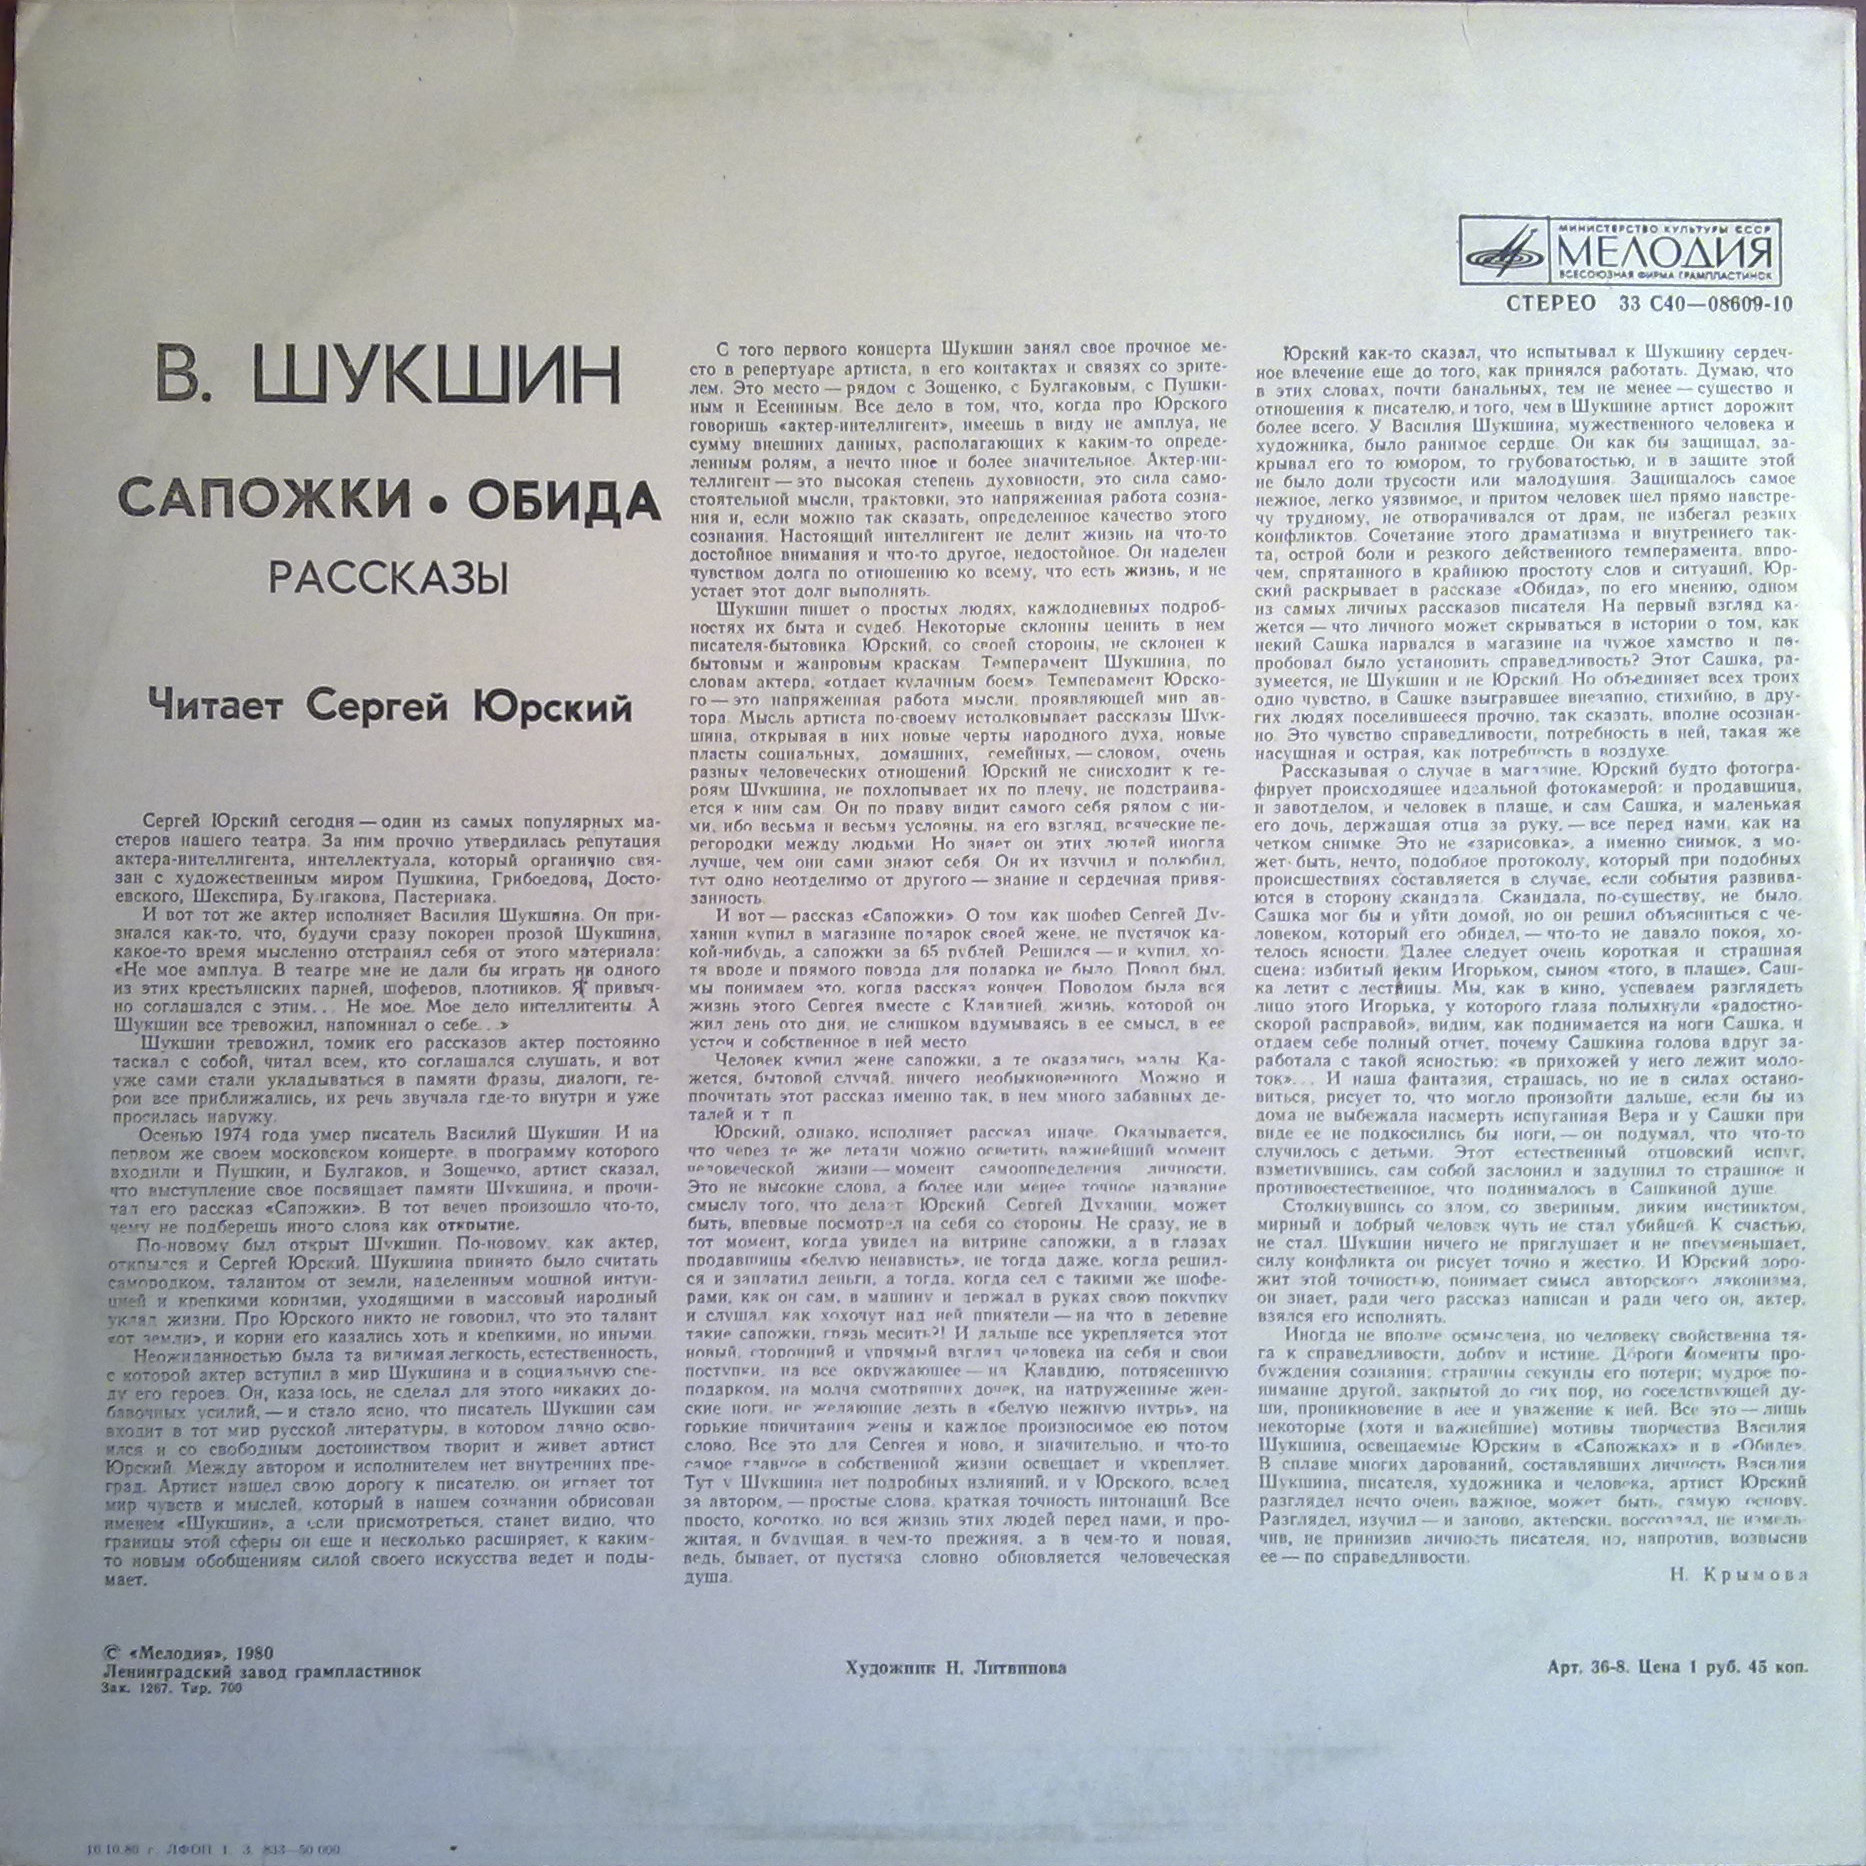 МИНИСТЕРСТВО КУЛЬТУРЫ СССР
МЕЛОДИЯ
ВСЕСОЮЗНАЯ ФИРМА ГРАМПЛАСТИНОК
СТЕРЕО 33 С40—08609-10
В. ШУКШИН
САПОЖКИ • ОБИДА
РАССКАЗЫ
Читает Сергей Юрский
Сергей Юрский сегодня — один из самых популярных ма-
стеров нашего театра. За ним прочно утвердилась репутация
актера-интеллигента, интеллектуала, который органично свя-
зан с художественным миром Пушкина, Грибоедова, Досто-
евского, Шекспира, Булгакова, Пастернака.
И вот тот же актер исполняет Василия Шукшина. Он при-
знался как-то, что, будучи сразу покорен прозой Шукшина,
какое-то время мысленно отстранял себя от этого материала:
«Не мое амплуа. В театре мне не дали бы играть ни одного
из этих крестьянских парней, шоферов, плотников. Я привыч-
но соглашался с этим... Не мое. Мое дело интеллигенты. А
Шукшин все тревожил, напоминал о себе...»
Шукшин тревожил, томик его рассказов актер постоянно
таскал с собой, читал всем, кто соглашался слушать, и вот
уже сами стали укладываться в памяти фразы, диалоги, ге-
рои все приближались, их речь звучала где-то внутри и уже
просилась наружу.
Осенью 1974 года умер писатель Василий Шукшин. И на
первом же своем московском концерте, в программу которого
входили и Пушкин, и Булгаков, и Зощенко, артист сказал,
что выступление свое посвящает памяти Шукшина, и прочи-
тал его рассказ «Сапожки». В тот вечер произошло что-то,
чему не подберешь иного слова как открытие.
По-новому был открыт Шукшин. По-новому, как актер,
открылся и Сергей Юрский. Шукшина принято было считать
самородком, талантом от земли, наделенным мощной интуи-
цией и крепкими корнями, уходящими в массовый народный
уклад жизни. Про Юрского никто не говорил, что это талант
«от земли», и корни его казались хоть и крепкими, но иными.
Неожиданностью была та видимая легкость, естественность,
с которой актер вступил в мир Шукшина и в социальную сре-
ду его героев. Он, казалось, не сделал для этого никаких до-
бавочных усилий, — и стало ясно, что писатель Шукшин сам
входит в тот мир русской литературы, в котором давно осво-
ился и со свободным достоинством творит и живет артист
Юрский. Между автором и исполнителем нет внутренних пре-
град. Артист нашел свою дорогу к писателю, он играет тот
мир чувств и мыслей, который в нашем сознании обрисован
именем «Шукшин», а если присмотреться, станет видно, что
границы этой сферы он еще и несколько расширяет, к каким-
то новым обобщениям силой своего искусства ведет и поды-
мает.
С того первого концерта Шукшин занял свое прочное ме-
сто в репертуаре артиста, в его контактах и связях со зрите-
лем. Это место — рядом с Зощенко, с Булгаковым, с Пушки-
ным и Есениным. Все дело в том, что, когда про Юрского
говоришь «актер-интеллигент», имеешь в виду не амплуа, не
сумму внешних данных, располагающих к каким-то опреде-
ленным ролям, а нечто иное и более значительное. Актер-ин-
теллигент — это высокая степень духовности, это сила само-
стоятельной мысли, трактовки, это напряженная работа созна-
ния и, если можно так сказать, определенное качество этого
сознания. Настоящий интеллигент не делит жизнь на что-то
достойное внимания и что-то другое, недостойное. Он наделен
чувством долга по отношению ко всему, что есть жизнь, и не
устает этот долг выполнять.
Шукшин пишет о простых людях, каждодневных подроб-
ностях их быта и судеб. Некоторые склонны ценить в нем
писателя-бытовика. Юрский, со своей стороны, не склонен к
бытовым и жанровым краскам. Темперамент Шукшина, по
словам актера, «отдает кулачным боем». Темперамент Юрско-
го — это напряженная работа мысли, проявляющей мир ав-
тора. Мысль артиста по-своему истолковывает рассказы Шук-
шина, открывая в них новые черты народного духа, новые
пласты социальных, домашних, семейных, — словом, очень
разных человеческих отношений. Юрский не снисходит к ге-
роям Шукшина, не похлопывает их по плечу, не подстраива-
ется к ним сам. Он по праву видит самого себя рядом с ни-
ми, ибо весьма и весьма условны, на его взгляд, всяческие пе-
регородки между людьми. Но знает он этих людей иногда
лучше, чем они сами знают себя. Он их изучил и полюбил,
тут одно неотделимо от другого — знание и сердечная привя-
занность.
И вот — рассказ «Сапожки». О том, как шофер Сергей Ду-
ханин купил в магазине подарок своей жене, не пустячок ка-
кой-нибудь, а сапожки за 65 рублей. Решился — и купил, хо-
тя вроде и прямого повода для подарка не было. Повод был,
мы понимаем это, когда рассказ кончен. Поводом была вся
жизнь этого Сергея вместе с Клавдией, жизнь, которой он
жил день ото дня, не слишком вдумываясь в ее смысл, в ее
устои и собственное в ней место.
Человек купил жене сапожки, а те оказались малы. Ка-
жется, бытовой случай, ничего необыкновенного. Можно и
прочитать этот рассказ именно так, в нем много забавных де-
талей и т. п.
Юрский, однако, исполняет рассказ иначе. Оказывается,
что через те же детали можно осветить важнейший момент
человеческой жизни — момент самоопределения личности.
Это не высокие слова, а более или менее точное название
смыслу того, что делает Юрский. Сергей Духанин, может
быть, впервые посмотрел на себя со стороны. Не сразу, не в
тот момент, когда увидел на витрине сапожки, а в глазах
продавщицы «белую ненависть», не тогда даже, когда решил-
ся и заплатил деньги, а тогда, когда сел с такими же шофе-
рами, как он сам, в машину и держал в руках свою покупку
и слушал, как хохочут над ней приятели — на что в деревне
такие сапожки, грязь месить?! И дальше все укрепляется этот
новый, сторонний и упрямый взгляд человека на себя и свои
поступки, на все окружающее — на Клавдию, потрясенную
подарком, на молча смотрящих дочек, на натруженные жен-
ские ноги, не желающие лезть в «белую нежную нутрь», на
горькие причитания жены и каждое произносимое ею потом
слово. Все это для Сергея и ново, и значительно, и что-то
самое главное в собственной жизни освещает и укрепляет.
Тут у Шукшина нет подробных излияний, и у Юрского, вслед
за автором, — простые слова, краткая точность интонаций. Все
просто, коротко, но вся жизнь этих людей перед нами, и про-
житая, и будущая, в чем-то прежняя, а в чем-то и новая,
ведь, бывает, от пустяка словно обновляется человеческая
душа.
Юрский как-то сказал, что испытывал к Шукшину сердеч-
ное влечение еще до того, как принялся работать. Думаю, что
в этих словах, почти банальных, тем не менее — существо и
отношения к писателю, и того, чем в Шукшине артист дорожит
более всего. У Василия Шукшина, мужественного человека и
художника, было ранимое сердце. Он как бы защищал, за-
крывал его то юмором, то грубоватостью, и в защите этой
не было доли трусости или малодушия. Защищалось самое
нежное, легко уязвимое, и притом человек шел прямо навстре-
чу трудному, не отворачивался от драм, не избегал резких
конфликтов. Сочетание этого драматизма и внутреннего так-
та, острой боли и резкого действенного темперамента, впро-
чем, спрятанного в крайнюю простоту слов и ситуаций, Юр-
ский раскрывает в рассказе «Обида», по его мнению, одном
из самых личных рассказов писателя. На первый взгляд ка-
жется — что личного может скрываться в истории о том, как
некий Сашка нарвался в магазине на чужое хамство и по-
пробовал было установить справедливость? Этот Сашка, ра-
зумеется, не Шукшин и не Юрский. Но объединяет всех троих
одно чувство, в Сашке взыгравшее внезапно, стихийно, в дру-
гих людях поселившееся прочно, так сказать, вполне осознан-
но. Это чувство справедливости, потребность в ней, такая же
насущная и острая, как потребность в воздухе.
Рассказывая о случае в магазине, Юрский будто фотогра-
фирует происходящее идеальной фотокамерой: и продавщица,
и завотделом, и человек в плаще, и сам Сашка, и маленькая
его дочь, держащая отца за руку, — все перед нами, как на
четком снимке. Это не «зарисовка», а именно снимок, а мо-
жет быть, нечто, подобное протоколу, который при подобных
происшествиях составляется в случае, если события развива-
ются в сторону скандала. Скандала, по-существу, не было.
Сашка мог бы и уйти домой, но он решил объясниться с че-
ловеком, который его обидел, — что-то не давало покоя, хо-
телось ясности. Далее следует очень короткая и страшная
сцена: избитый неким Игорьком, сыном «того, в плаще», Саш-
ка летит с лестницы. Мы, как в кино, успеваем разглядеть
лицо этого Игорька, у которого глаза полыхнули «радостно-
скорой расправой», видим, как поднимается на ноги Сашка, и
отдаем себе полный отчет, почему Сашкина голова вдруг за-
работала с такой ясностью: «в прихожей у него лежит моло-
ток»... И наша фантазия, страшась, но не в силах остано-
виться, рисует то, что могло произойти дальше, если бы из
дома не выбежала насмерть испуганная Вера и у Сашки при
виде ее не подкосились бы ноги, — он подумал, что что-то
случилось с детьми. Этот естественный отцовский испуг,
взметнувшись, сам собой заслонил и задушил то страшное и
противоестественное, что поднималось в Сашкиной душе.
Столкнувшись со злом, со звериным, диким инстинктом,
мирный и добрый человек чуть не стал убийцей. К счастью,
не стал. Шукшин ничего не приглушает и не преуменьшает,
силу конфликта он рисует точно и жестко. И Юрский доро-
жит этой точностью, понимает смысл авторского лаконизма,
он знает, ради чего рассказ написан и ради чего он, актер,
взялся его исполнять.
Иногда не вполне осмыслена, но человеку свойственна тя-
га к справедливости, добру и истине. Дороги моменты про-
буждения сознания; страшны секунды его потери; мудрое по-
нимание другой, закрытой до сих пор, но соседствующей ду-
ши, проникновение в нее и уважение к ней. Все это — лишь
некоторые (хотя и важнейшие) мотивы творчества Василия
Шукшина, освещаемые Юрским в «Сапожках» и в «Обиде».
В сплаве многих дарований, составлявших личность Василия
Шукшина, писателя, художника и человека, артист Юрский
разглядел нечто очень важное, может быть, самую основу.
Разглядел, изучил — и заново, актерски, воссоздал, не измель-
чив, не принизив личность писателя, но, напротив, возвысив
ее — по справедливости.
Н. Крымова
© «Мелодия», 1980
Ленинградский завод грампластинок
Зак. 1267. Тир. 700
Художник Н. Литвинова
Арт. 36-8. Цена 1 руб. 45 коп.
10.10.80 г. ЛФОП 1. З. 833—50 000